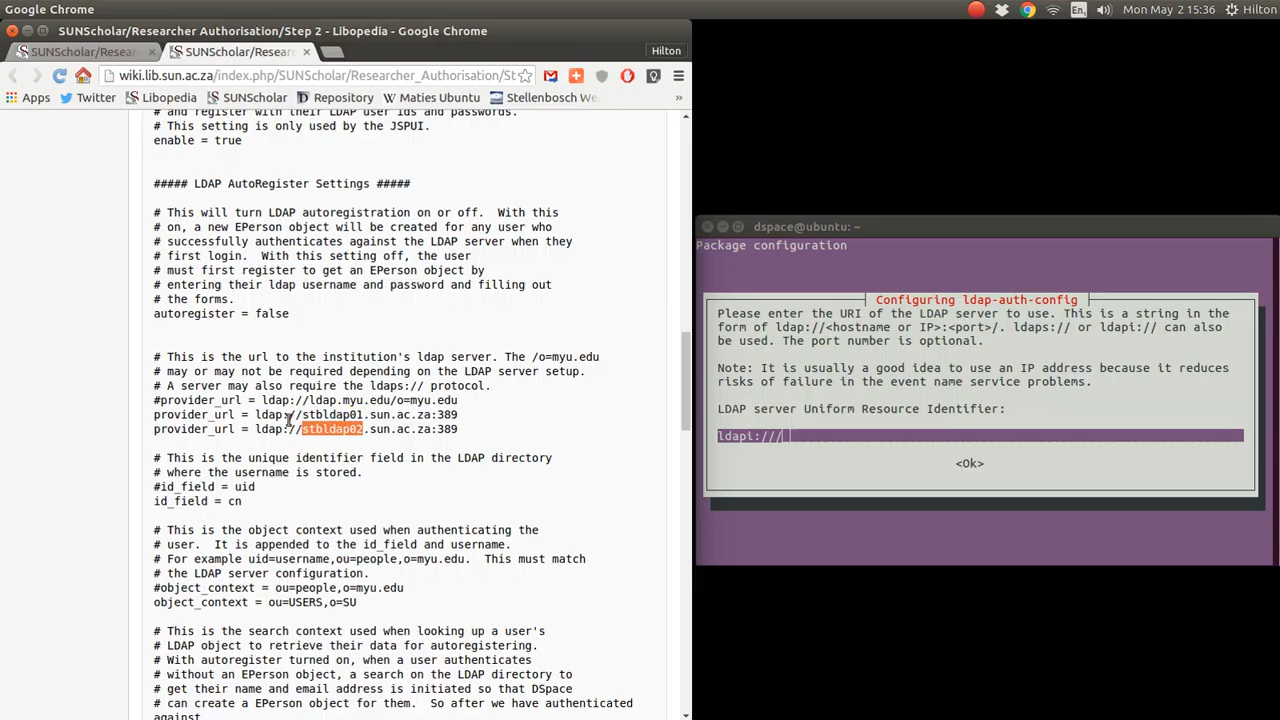 Google Chrome
En
Mon May 2 15:36
Hilton
SUNScholar/Researcher Authorisation/Step 2 - Libopedia - Google Chrome
SUNScholar/Resear
SUNScholar/Resear
Hilton
wiki.lib.sun.ac.za/index.php/SUNScholar/Researcher_Authorisation/St
Apps Twitter Libopedia SUNScholar Repository Maties Ubuntu Stellenbosch We »
and register with their LDAP user ids and passwords.
# This setting is only used by the JSPUI.
enable = true
##### LDAP AutoRegister Settings #####
# This will turn LDAP autoregistration on or off.  With this
# on, a new EPerson object will be created for any user who
# successfully authenticates against the LDAP server when they
# first login.  With this setting off, the user
# must first register to get an EPerson object by
# entering their ldap username and password and filling out
# the forms.
autoregister = false
# This is the url to the institution's ldap server. The /o=myu.edu
# may or may not be required depending on the LDAP server setup.
# A server may also require the ldaps:// protocol.
#provider_url = ldap://ldap.myu.edu/o=myu.edu
provider_url = ldap://stbldap01.sun.ac.za:389
provider_url = ldap://stbldap02.sun.ac.za:389
# This is the unique identifier field in the LDAP directory
# where the username is stored.
#id_field = uid
id_field = cn
# This is the object context used when authenticating the
# user.  It is appended to the id_field and username.
# For example uid=username,ou=people,o=myu.edu.  This must match
# the LDAP server configuration.
#object_context = ou=people,o=myu.edu
object_context = ou=USERS,o=SU
# This is the search context used when looking up a user's
# LDAP object to retrieve their data for autoregistering.
# With autoregister turned on, when a user authenticates
# without an EPerson object, a search on the LDAP directory to
# get their name and email address is initiated so that DSpace
# can create a EPerson object for them.  So after we have authenticated
against
dspace@ubuntu: ~
Package configuration
Configuring ldap-auth-config
Please enter the URI of the LDAP server to use. This is a string in the
form of ldap://<hostname or IP>:<port>/. ldaps:// or ldapi:// can also
be used. The port number is optional.
Note: It is usually a good idea to use an IP address because it reduces
risks of failure in the event name service problems.
LDAP server Uniform Resource Identifier:
ldapi:///
<Ok>